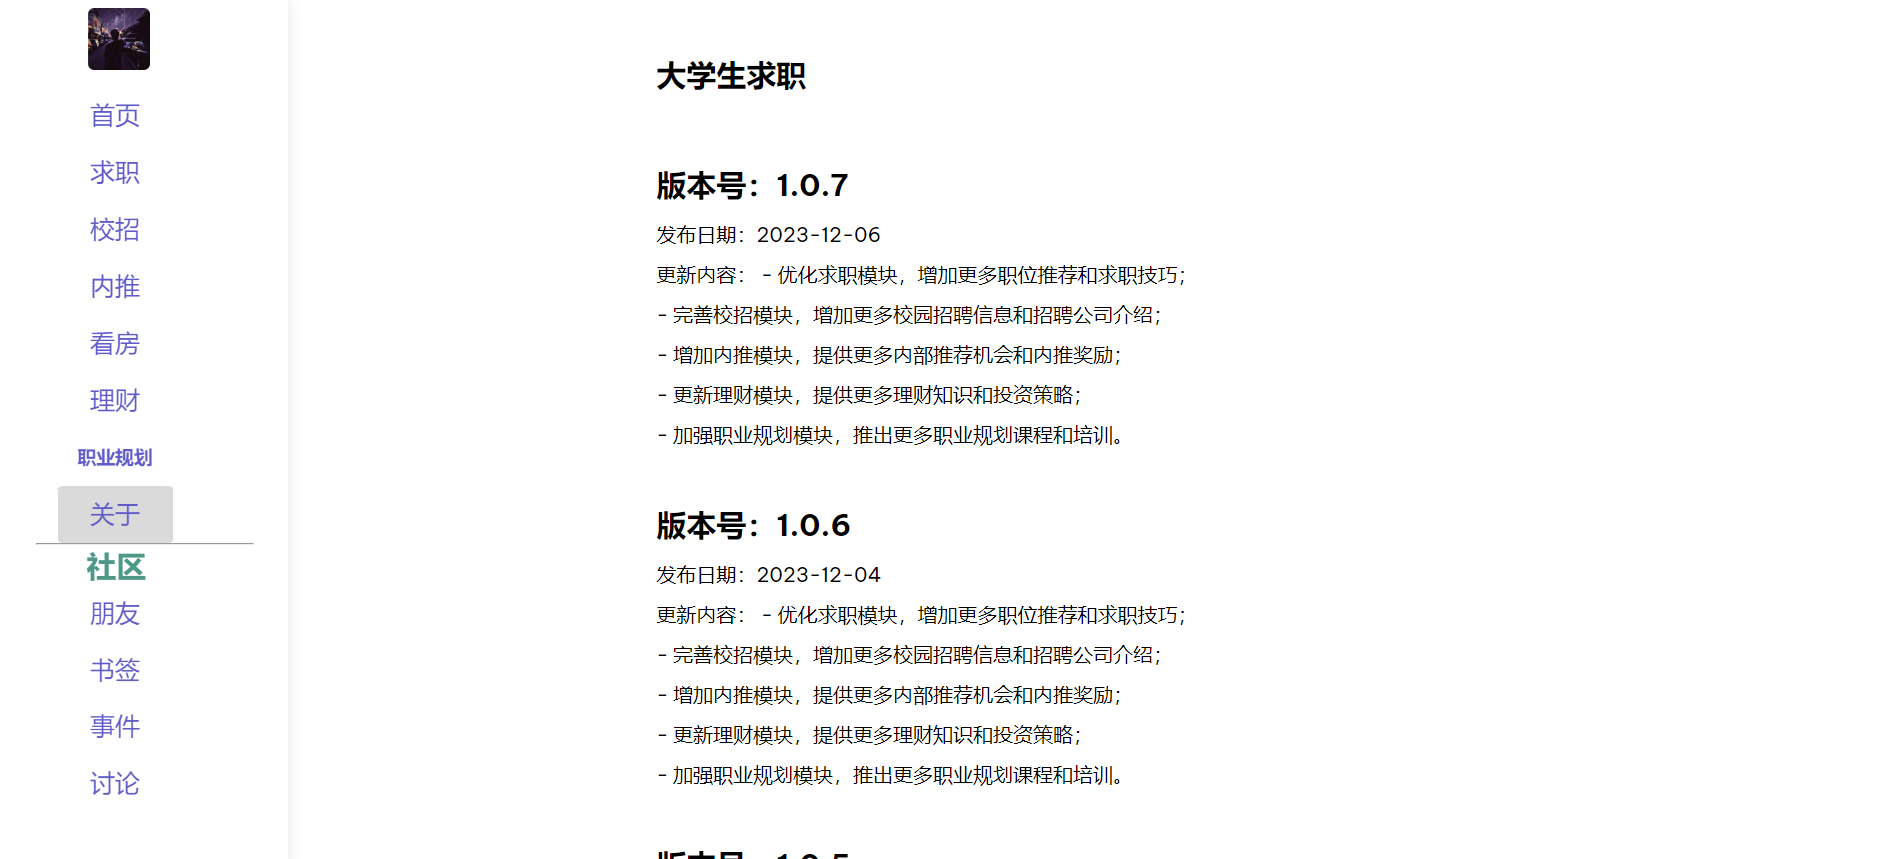 首页
求职
校招
内推
看房
理财
职业规划
关于
社区
朋友
书签
事件
讨论
大学生求职
版本号：1.0.7
发布日期：2023-12-06
更新内容： - 优化求职模块，增加更多职位推荐和求职技巧；
- 完善校招模块，增加更多校园招聘信息和招聘公司介绍；
- 增加内推模块，提供更多内部推荐机会和内推奖励；
- 更新理财模块，提供更多理财知识和投资策略；
- 加强职业规划模块，推出更多职业规划课程和培训。
版本号：1.0.6
发布日期：2023-12-04
更新内容： - 优化求职模块，增加更多职位推荐和求职技巧；
- 完善校招模块，增加更多校园招聘信息和招聘公司介绍；
- 增加内推模块，提供更多内部推荐机会和内推奖励；
- 更新理财模块，提供更多理财知识和投资策略；
- 加强职业规划模块，推出更多职业规划课程和培训。
版本号：1.0.5